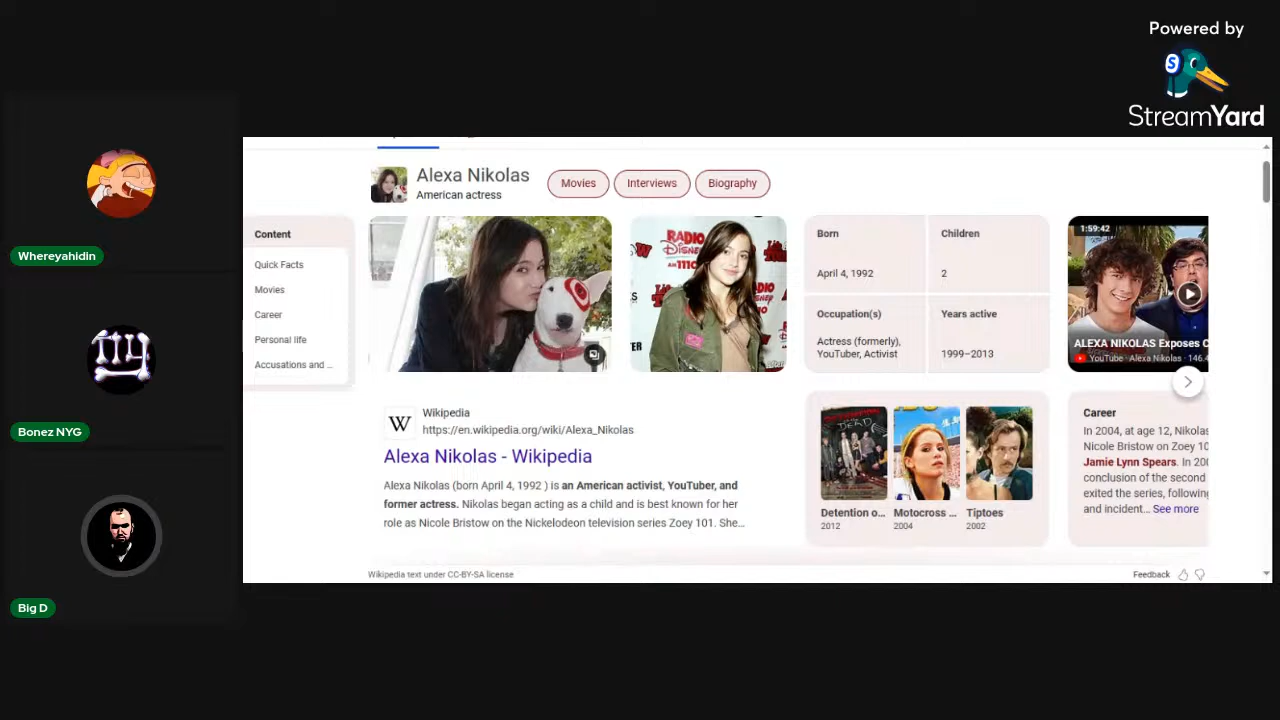 Powered by
StreamYard
Whereyahidin
Bonez NYG
Big D
Alexa Nikolas
American actress
Movies
Interviews
Biography
Content
Quick Facts
Movies
Career
Personal life
Accusations and ...
RADIO
DISNEY
AM 1110
Born
April 4, 1992
Children
2
Occupation(s)
Actress (formerly),
YouTuber, Activist
Years active
1999–2013
1:59:42
ALEXA NIKOLAS Exposes
YouTube · Alexa Nikolas · 146.4
W
Wikipedia
https://en.wikipedia.org/wiki/Alexa_Nikolas
Alexa Nikolas - Wikipedia
Alexa Nikolas (born April 4, 1992 ) is an American activist, YouTuber, and
former actress. Nikolas began acting as a child and is best known for her
role as Nicole Bristow on the Nickelodeon television series Zoey 101. She...
Detention o...
2012
Motocross ...
2004
Tiptoes
2002
Career
In 2004, at age 12, Nikolas
Nicole Bristow on Zoey 10
Jamie Lynn Spears. In 200
conclusion of the second
exited the series, following
and incident... See more
Wikipedia text under CC-BY-SA license
Feedback